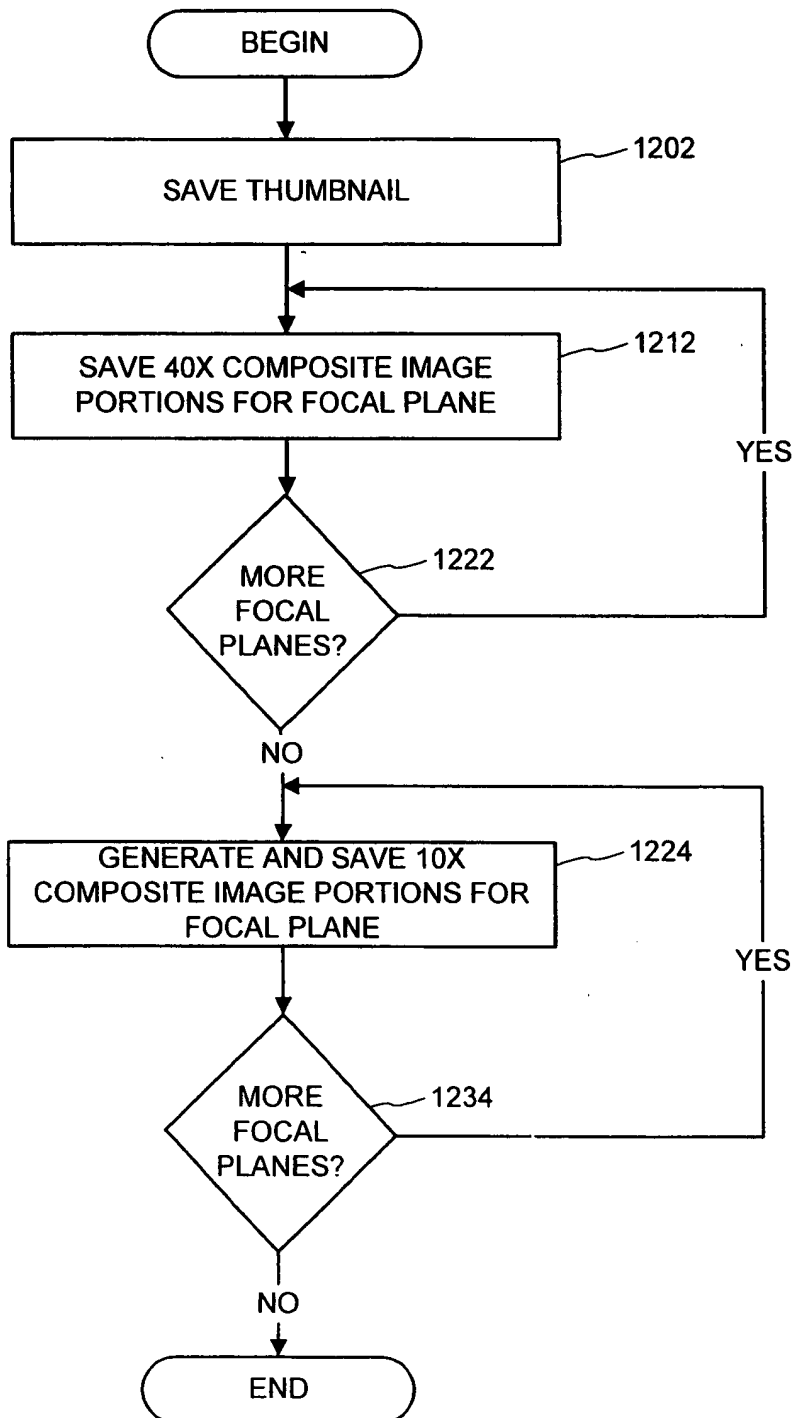 BEGIN
1202
SAVE THUMBNAIL
1212
SAVE 40X COMPOSITE IMAGE
PORTIONS FOR FOCAL PLANE
YES
1222
MORE
FOCAL
PLANES?
NO
1224
GENERATE AND SAVE 10X
COMPOSITE IMAGE PORTIONS FOR
FOCAL PLANE
YES
1234
MORE
FOCAL
PLANES?
NO
END